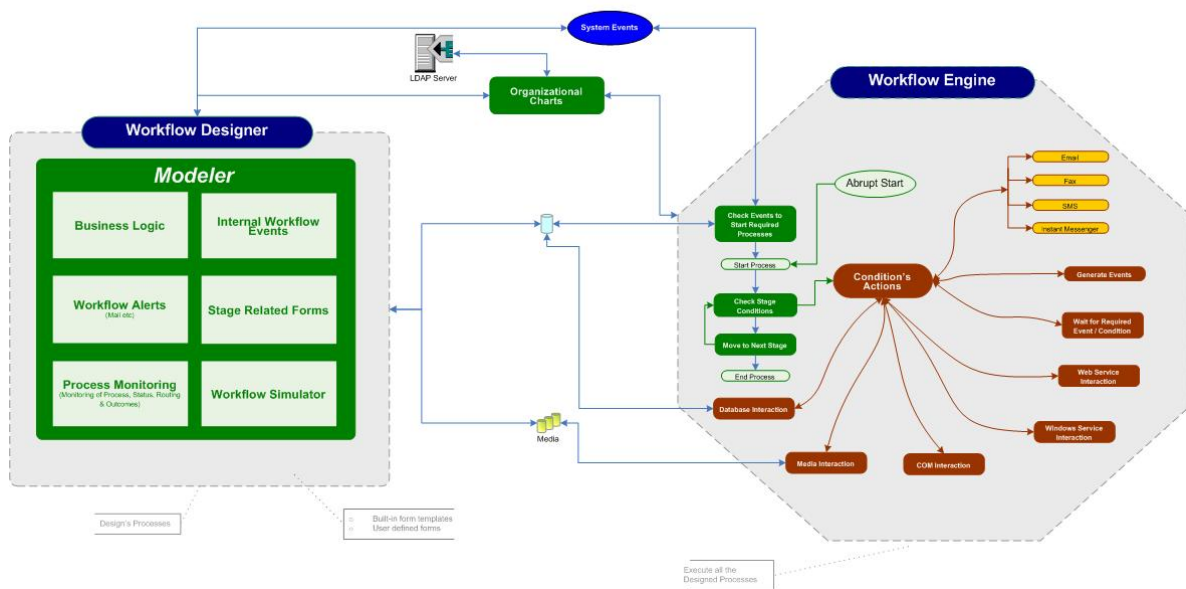 System Events
LDAP Server
Organizational
Charts
Workflow Engine
Workflow Designer
Modeler
Business Logic
Internal Workflow
Events
Workflow Alerts
(Mail etc)
Stage Related Forms
Process Monitoring
(Monitoring of Process, Status, Routing
& Outcomes)
Workflow Simulator
Media
Abrupt Start
Check Events to
Start Required
Processes
Start Process
Check Stage
Conditions
Move to Next Stage
End Process
Condition's
Actions
Email
Fax
SMS
Instant Messenger
Generate Events
Wait for Required
Event / Condition
Web Service
Interaction
Windows Service
Interaction
COM Interaction
Media Interaction
Database Interaction
Design's Processes
Built-in form templates
User defined forms
Execute all the
Designed Processes